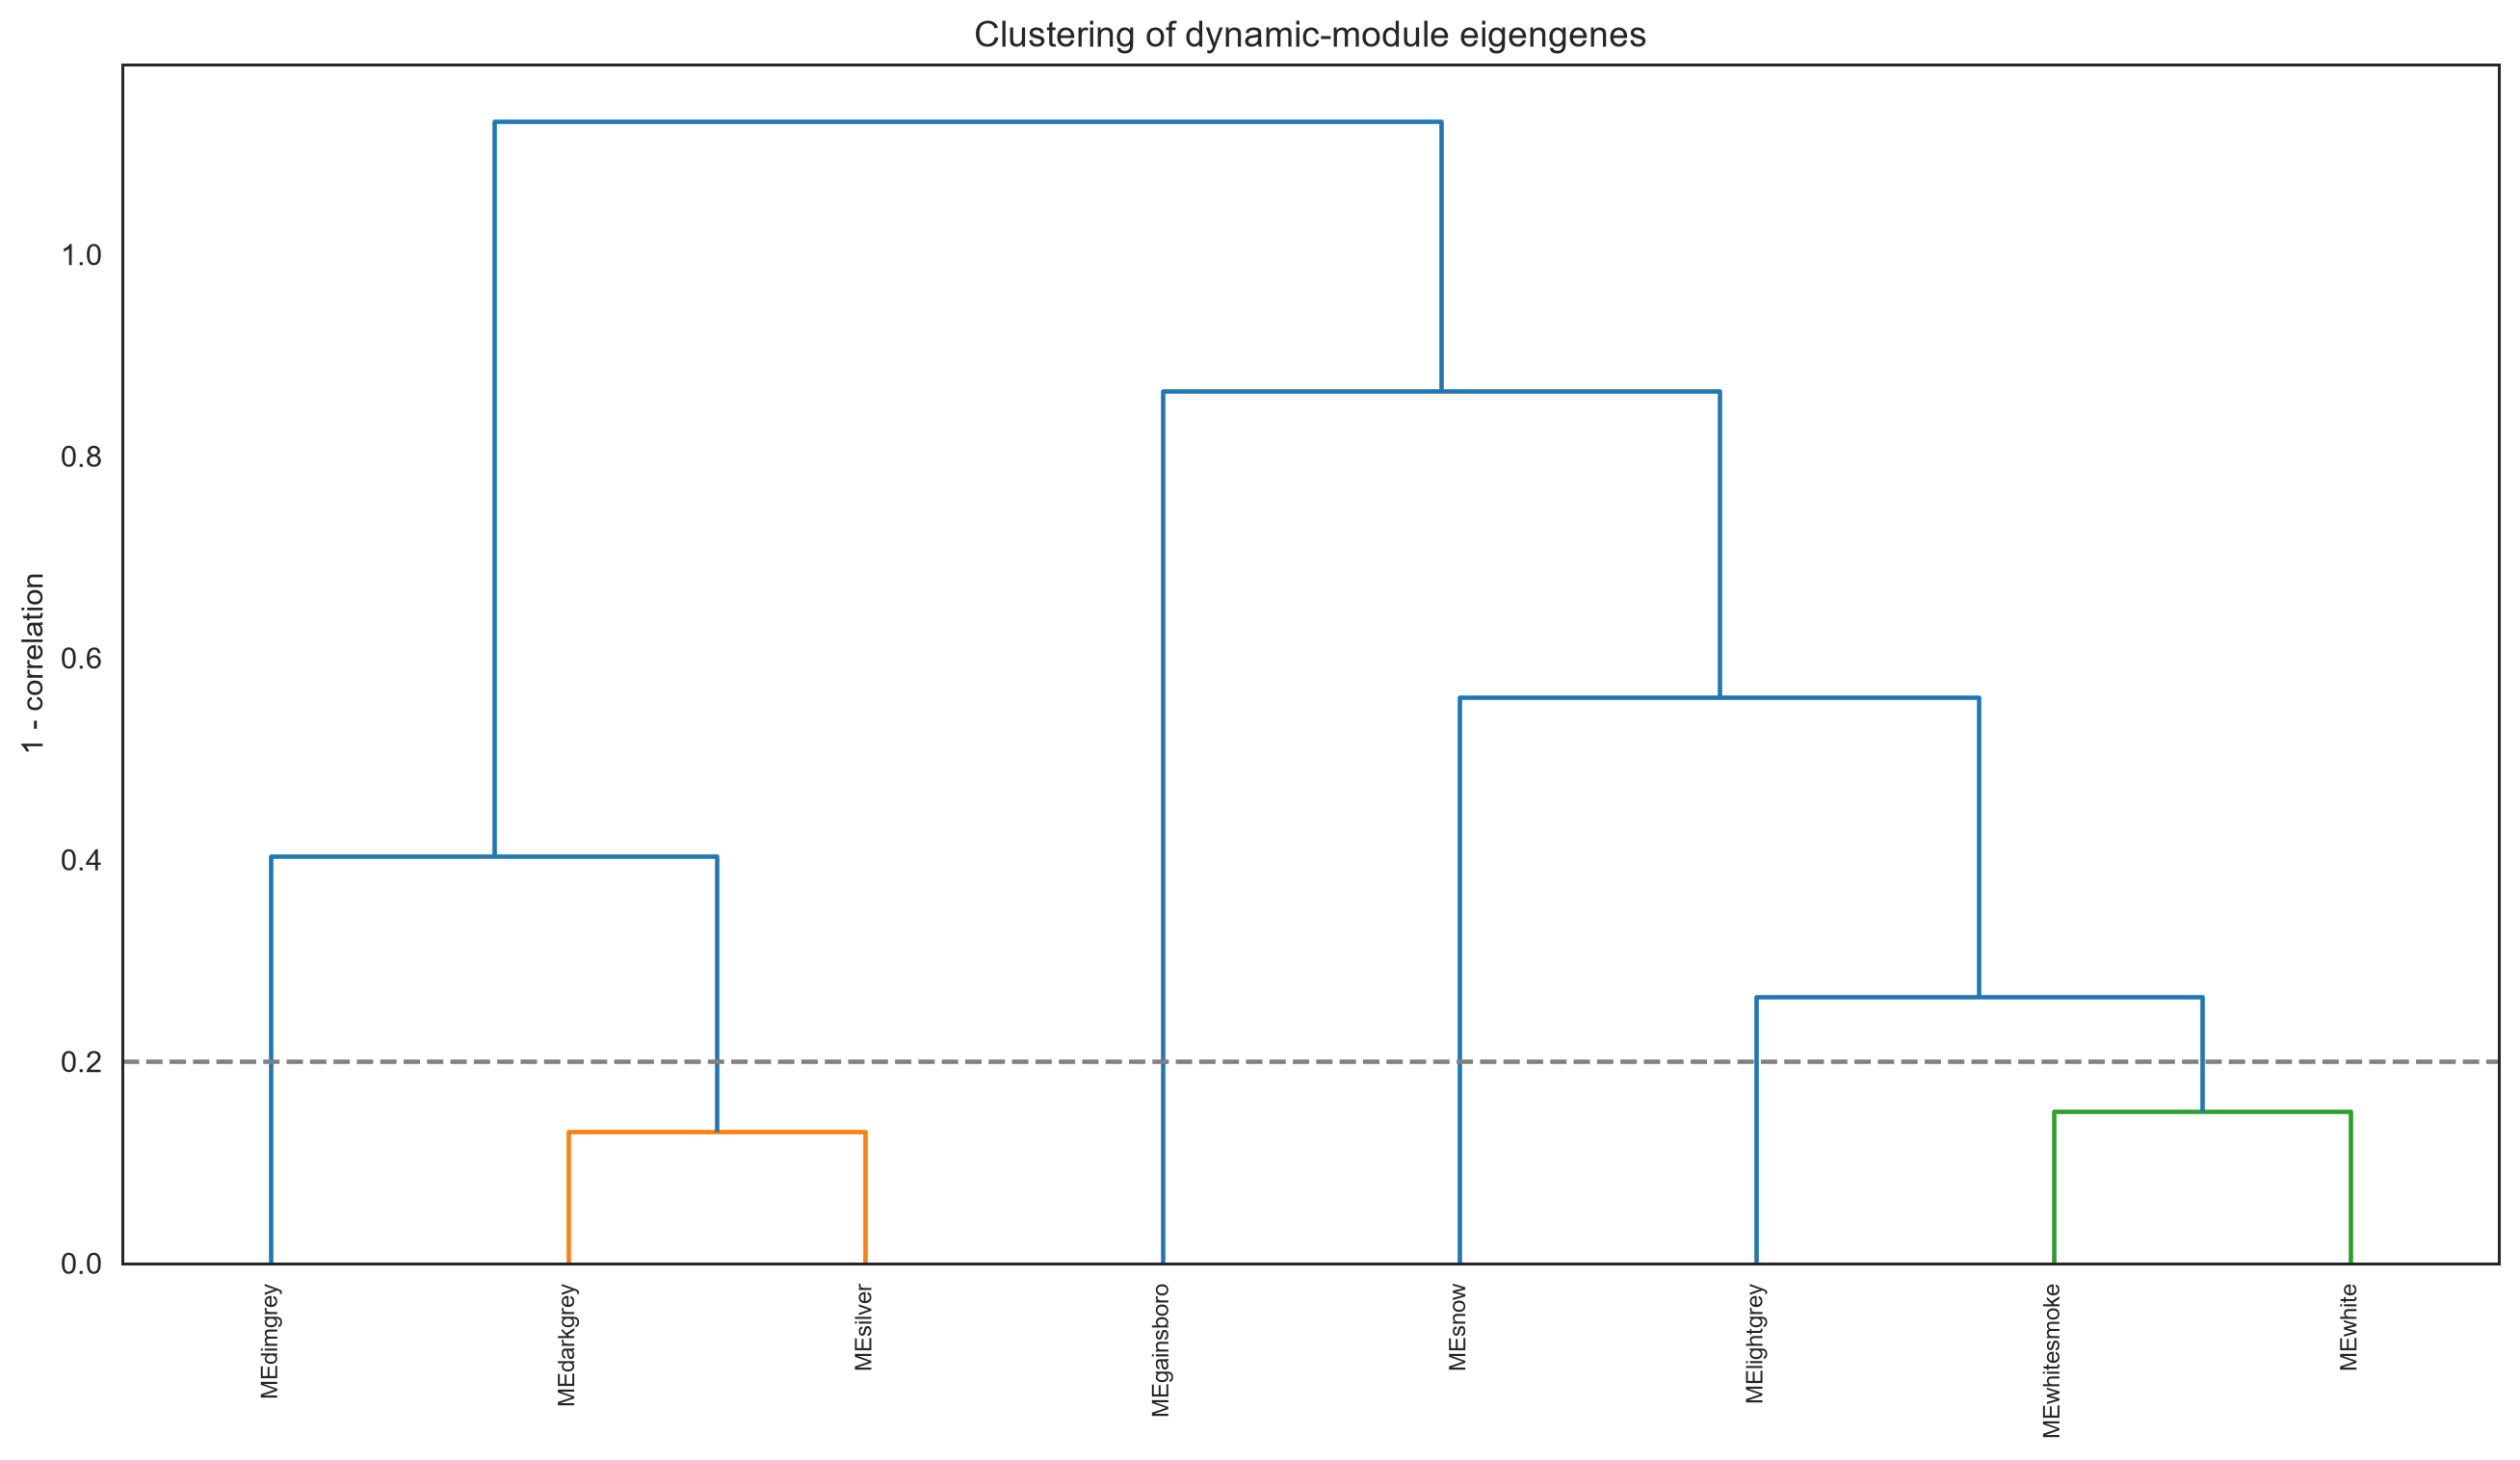 Clustering of dynamic-module eigengenes
1 - correlation
1.0
0.8
0.6
0.4
0.2
0.0
MEdimgrey
MEdarkgrey
MEsilver
MEgainsboro
MEsnow
MElightgrey
MEwhitesmoke
MEwhite